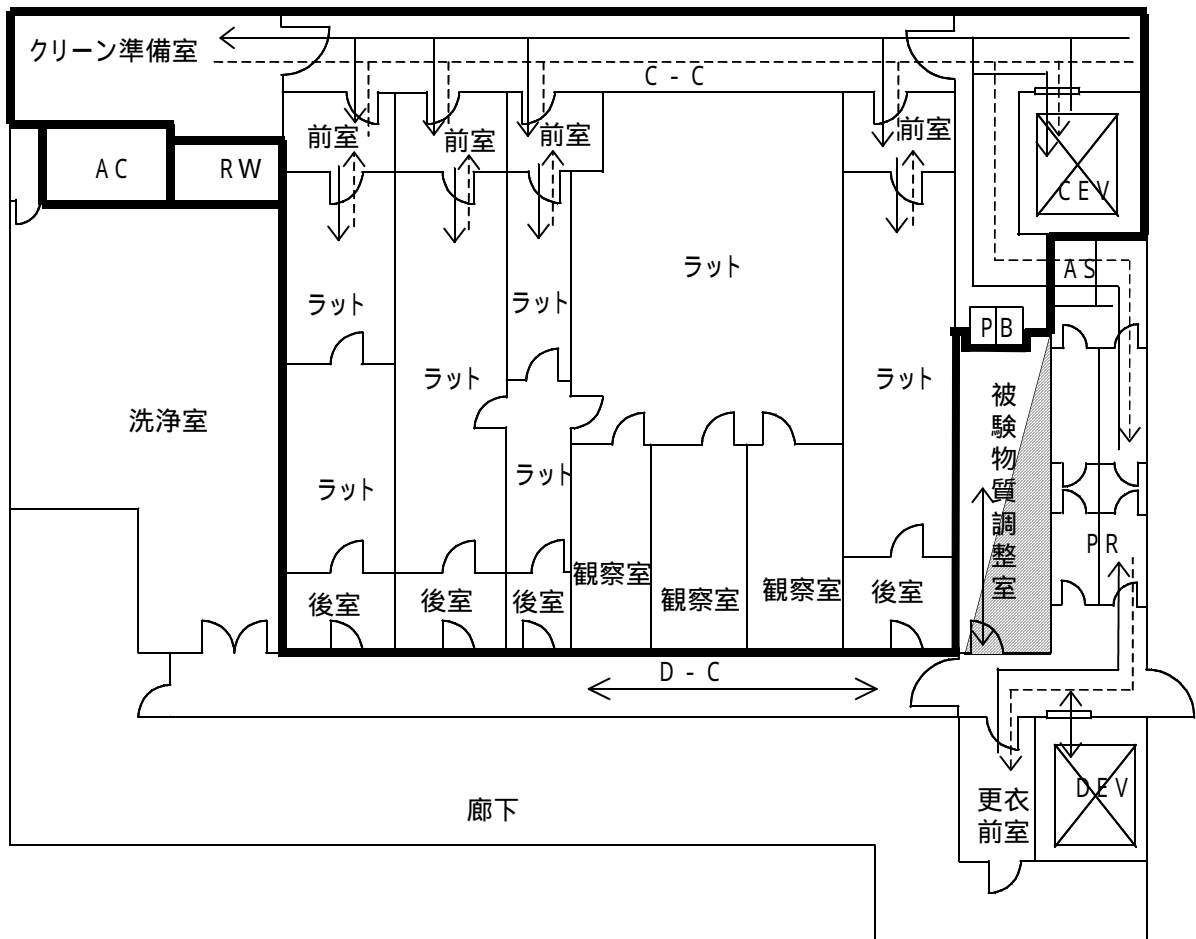 クリーン準備室
C-C
前室
前室
前室
前室
AC
RW
CEV
ラット
AS
ラット
ラット
PB
ラット
ラット
被験物質調整室
洗浄室
ラット
ラット
PR
観察室
観察室
観察室
後室
後室
後室
後室
D-C
DEV
更衣
前室
廊下